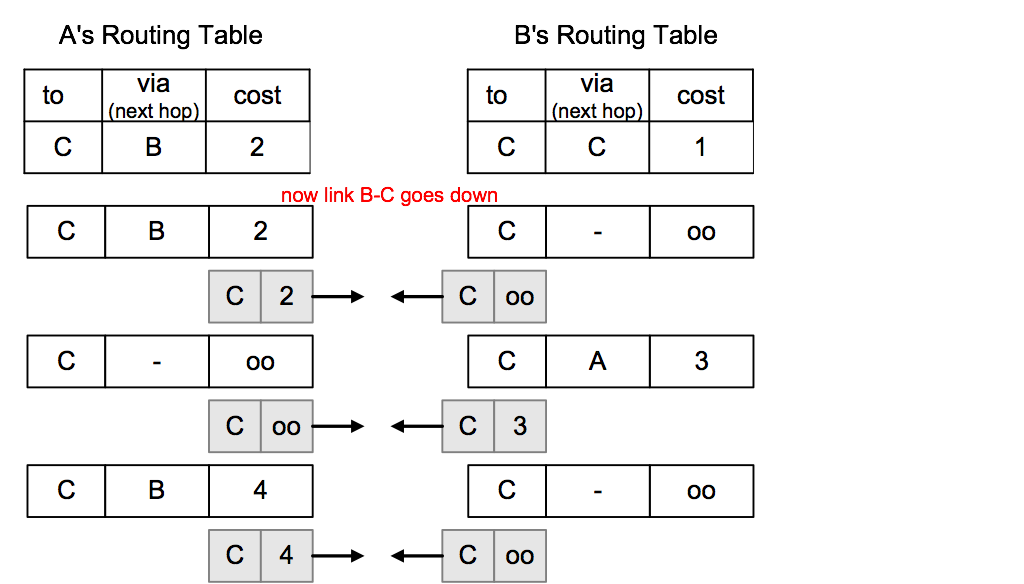 A's Routing Table B's Routing Table
to via (next hop) cost to via (next hop) cost
C B 2 C C 1
now link B-C goes down
C B 2 C - oo
C 2 C oo
C - oo C A 3
C oo C 3
C B 4 C - oo
C 4 C oo